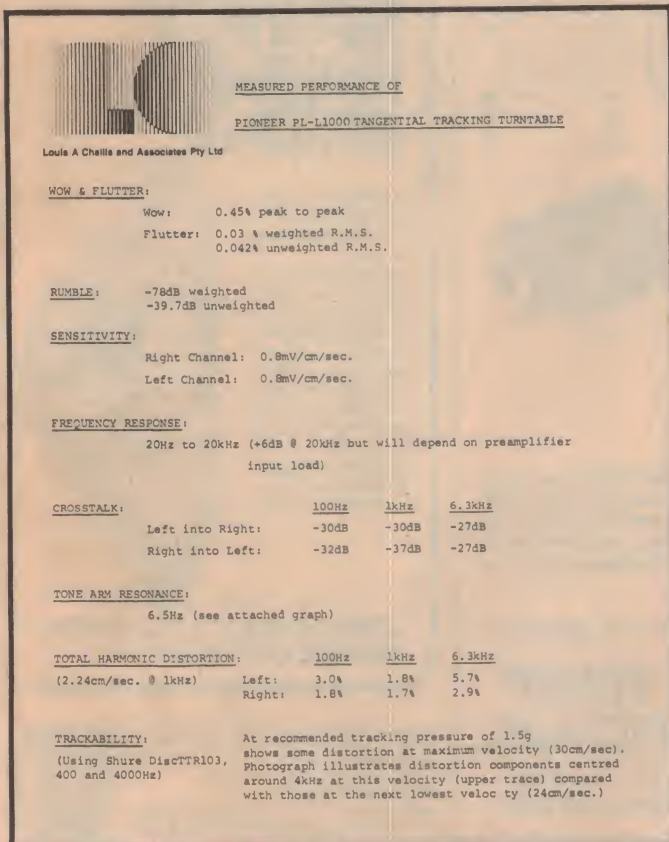 MEASURED PERFORMANCE OF
PIONEER PL-L1000 TANGENTIAL TRACKING TURNTABLE
Louis A Challis and Associates Pty Ltd
WOW & FLUTTER:
Wow: 0.45% peak to peak
Flutter: 0.03 % weighted R.M.S.
0.042% unweighted R.M.S.
RUMBLE: -78dB weighted
-39.7dB unweighted
SENSITIVITY:
Right Channel: 0.8mV/cm/sec.
Left Channel: 0.8mV/cm/sec.
FREQUENCY RESPONSE:
20Hz to 20kHz (+6dB @ 20kHz but will depend on preamplifier
input load)
CROSSTALK: 100Hz 1kHz 6.3kHz
Left into Right: -30dB -30dB -27dB
Right into Left: -32dB -37dB -27dB
TONE ARM RESONANCE:
6.5Hz (see attached graph)
TOTAL HARMONIC DISTORTION: 100Hz 1kHz 6.3kHz
(2.24cm/sec. @ 1kHz) Left: 3.0% 1.8% 5.7%
Right: 1.8% 1.7% 2.9%
TRACKABILITY: At recommended tracking pressure of 1.5g
(Using Shure DiscTTR103, shows some distortion at maximum velocity (30cm/sec).
400 and 4000Hz) Photograph illustrates distortion components centred
around 4kHz at this velocity (upper trace) compared
with those at the next lowest veloc ty (24cm/sec.)